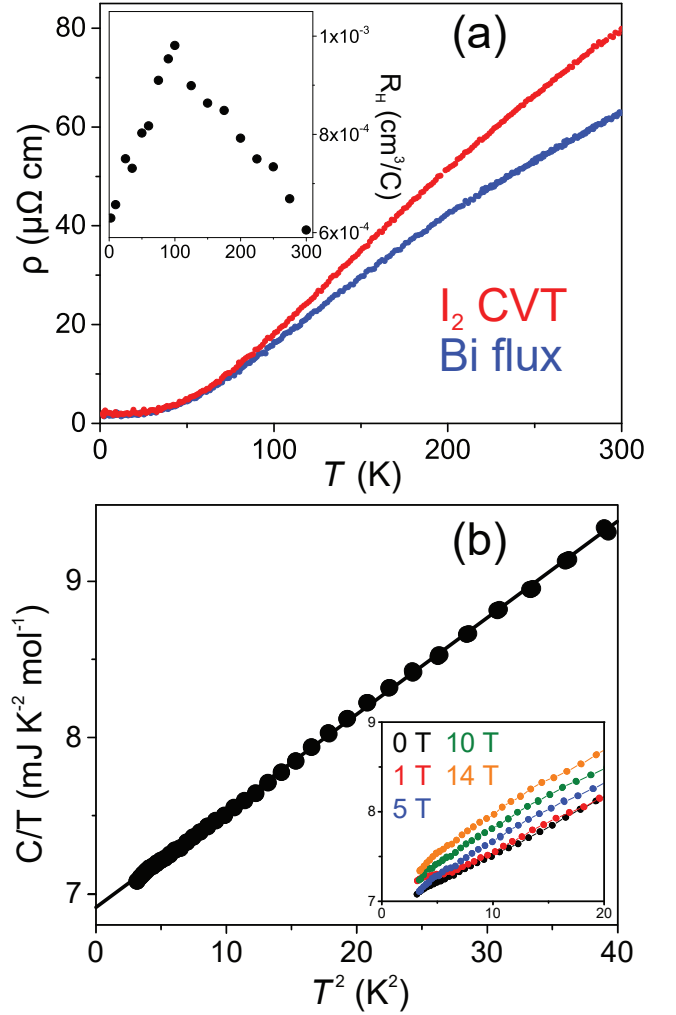 (a)
80
60
40
20
0
ρ (μΩ cm)
1x10⁻³
8x10⁻⁴
6x10⁻⁴
R_H (cm³/C)
0 100 200 300
I₂ CVT
Bi flux
0 100 200 300
T (K)
(b)
9
8
7
C/T (mJ K⁻² mol⁻¹)
9
8
7
0 T 10 T
1 T 14 T
5 T
0 10 20
0 10 20 30 40
T² (K²)